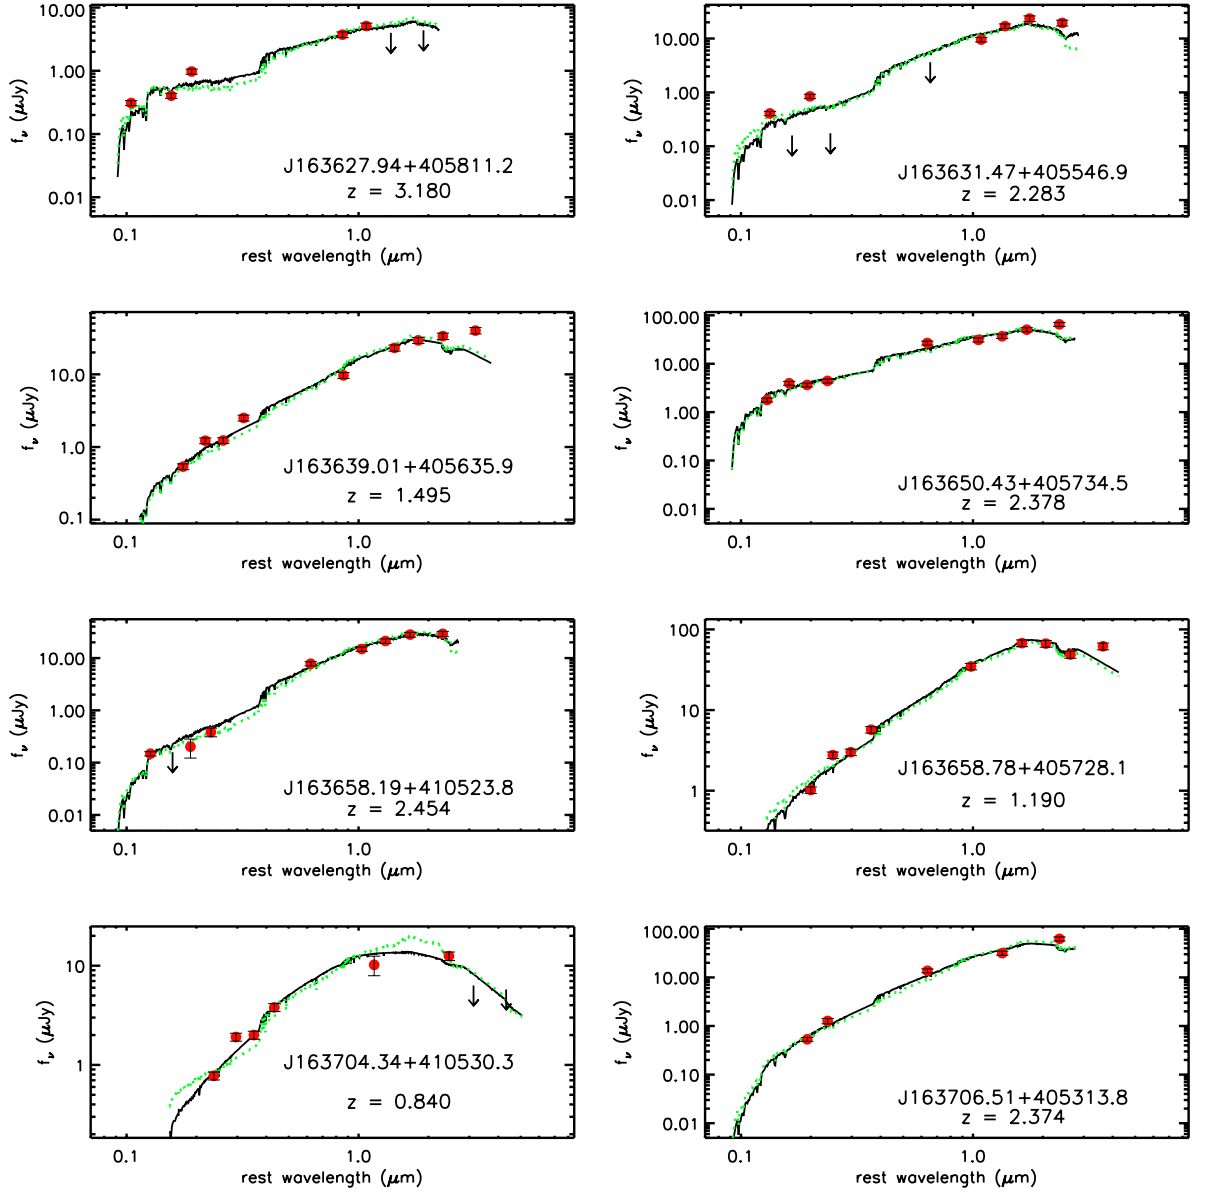 10.00
1.00
0.10
0.01
f_ν (μJy)
J163627.94+405811.2
z = 3.180
0.1
1.0
rest wavelength (μm)
10.00
1.00
0.10
0.01
f_ν (μJy)
J163631.47+405546.9
z = 2.283
0.1
1.0
rest wavelength (μm)
10.0
1.0
0.1
f_ν (μJy)
J163639.01+405635.9
z = 1.495
0.1
1.0
rest wavelength (μm)
100.00
10.00
1.00
0.10
0.01
f_ν (μJy)
J163650.43+405734.5
z = 2.378
0.1
1.0
rest wavelength (μm)
10.00
1.00
0.10
0.01
f_ν (μJy)
J163658.19+410523.8
z = 2.454
0.1
1.0
rest wavelength (μm)
100
10
1
f_ν (μJy)
J163658.78+405728.1
z = 1.190
0.1
1.0
rest wavelength (μm)
10
1
f_ν (μJy)
J163704.34+410530.3
z = 0.840
0.1
1.0
rest wavelength (μm)
100.00
10.00
1.00
0.10
0.01
f_ν (μJy)
J163706.51+405313.8
z = 2.374
0.1
1.0
rest wavelength (μm)